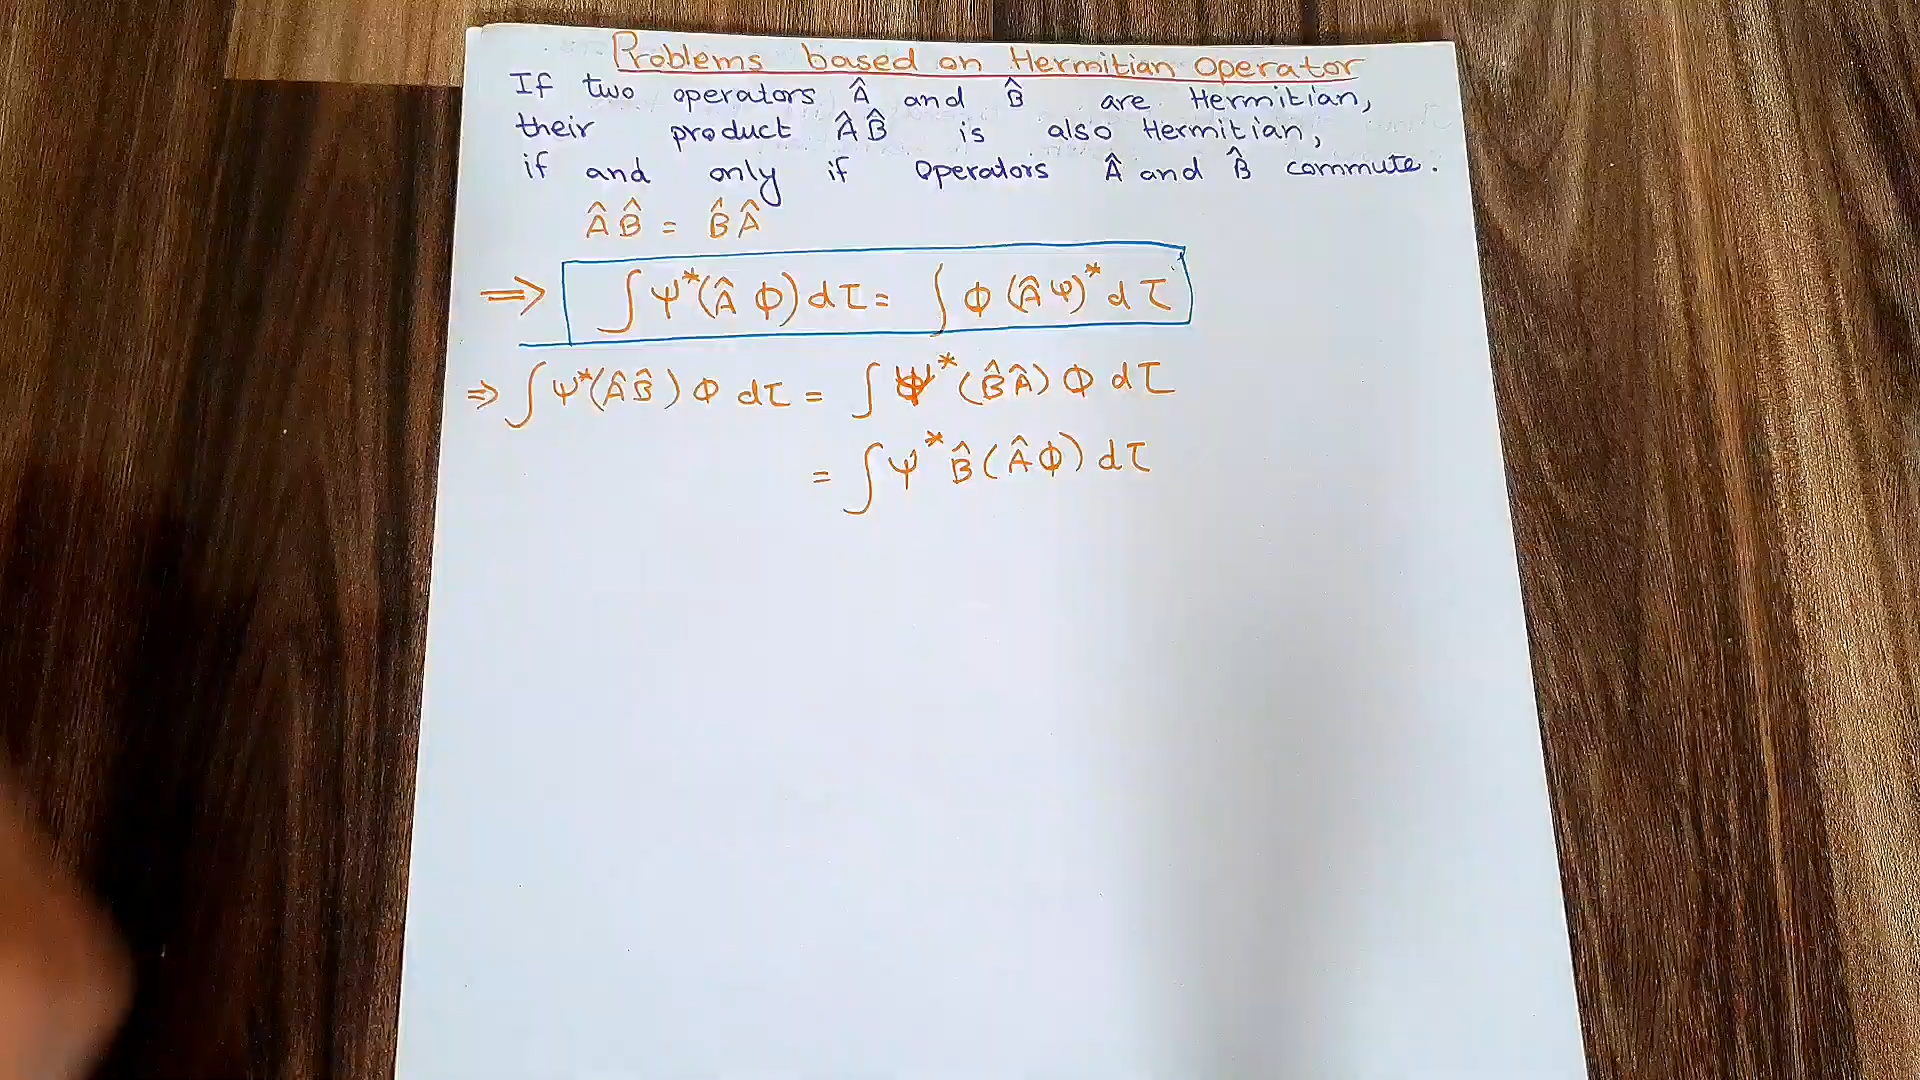 Problems based on Hermitian Operator
If two operators Â and B̂ are Hermitian,
their product ÂB̂ is also Hermitian,
if and only if Operators Â and B̂ commute.
ÂB̂ = B̂Â
⇒ ∫ψ*(Âφ)dτ = ∫φ(Âψ)*dτ
⇒ ∫ψ*(ÂB̂)φ dτ = ∫ψ*(B̂Â)φ dτ
= ∫ψ*B̂(Âφ)dτ